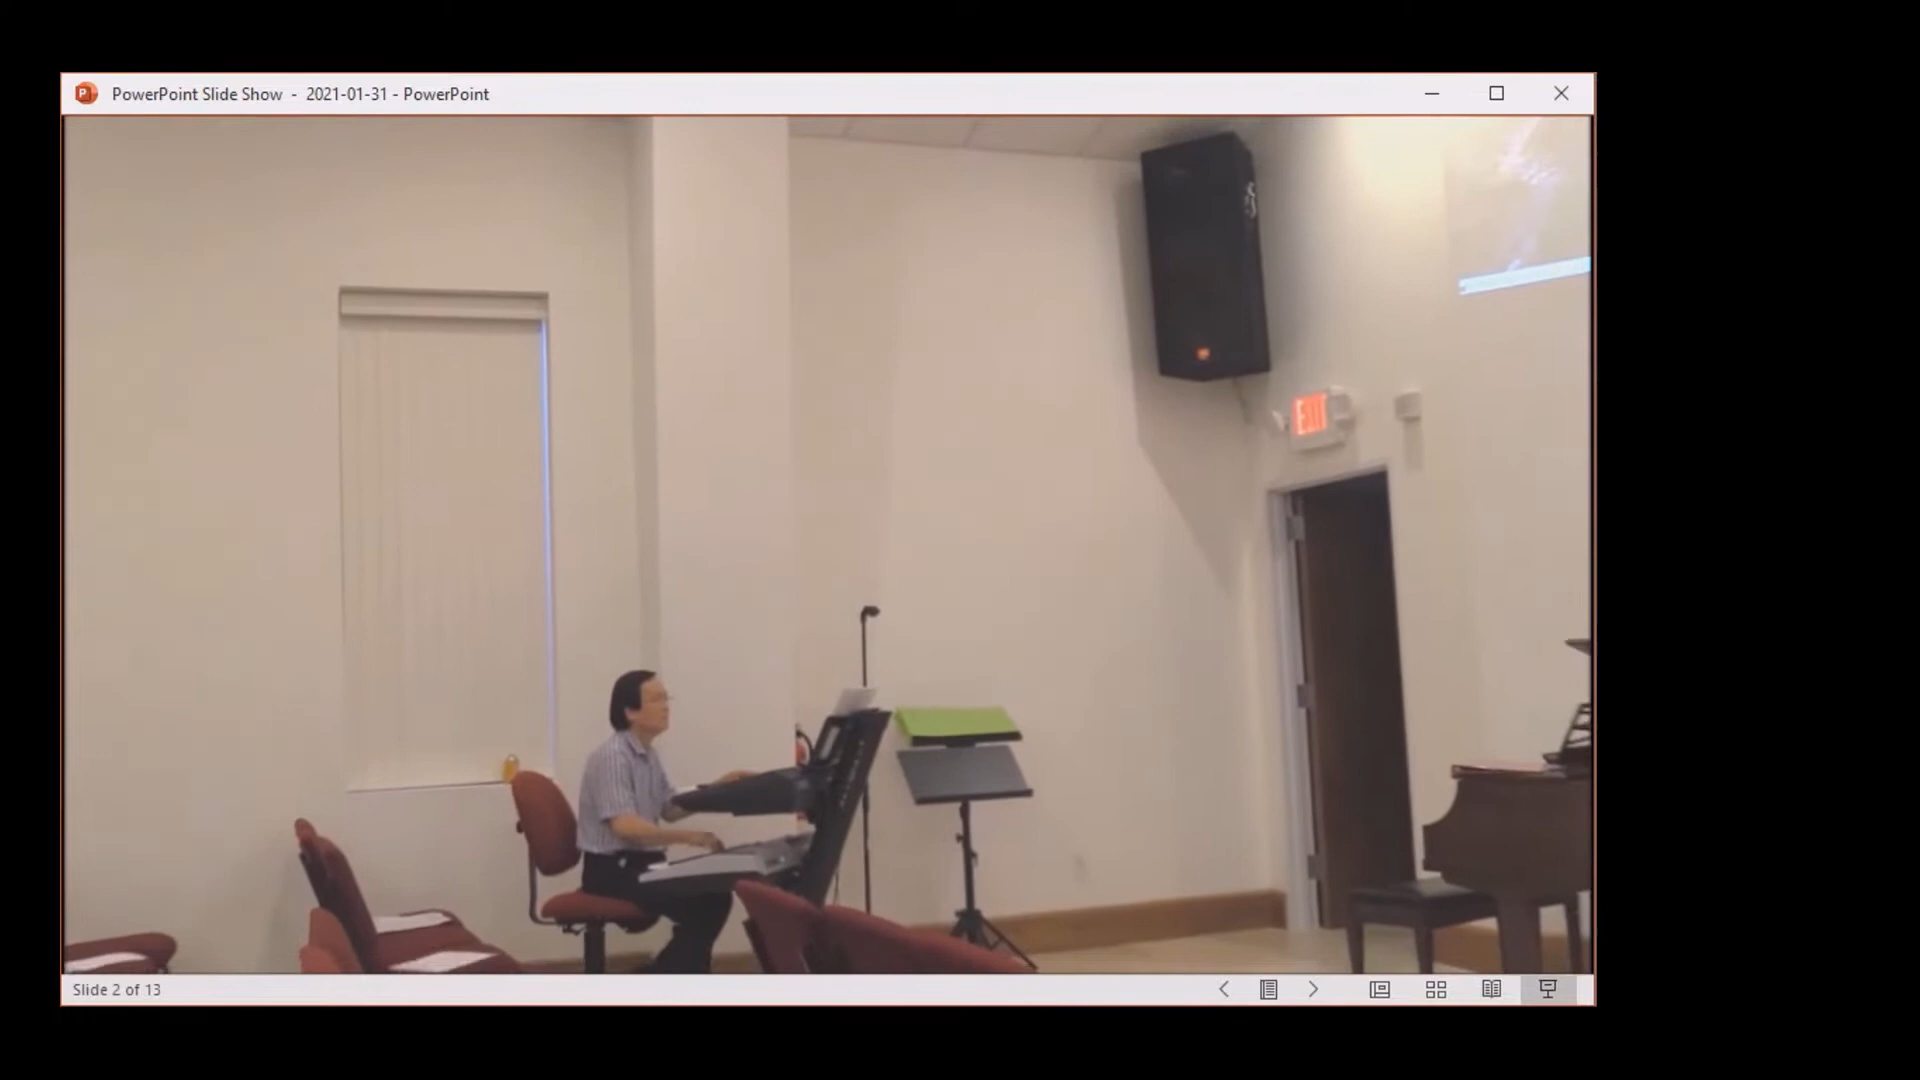 PowerPoint Slide Show - 2021-01-31 - PowerPoint
EXIT
Slide 2 of 13